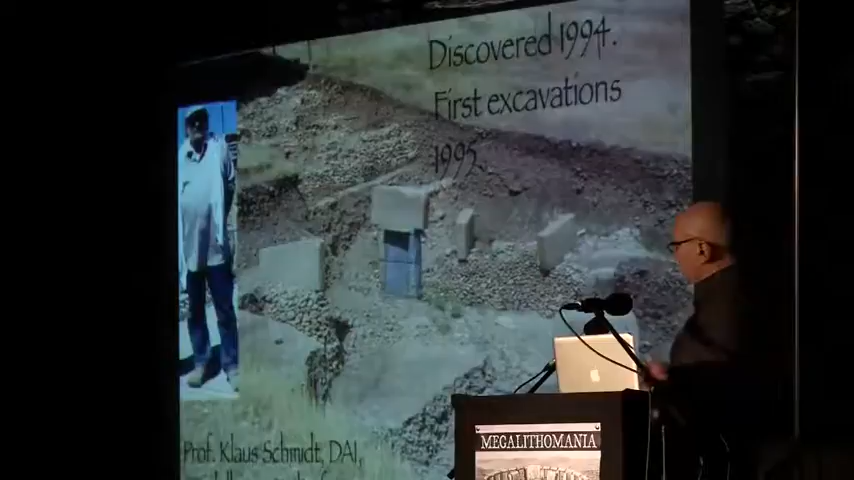 Discovered 1994.
First excavations
1995
Prof. Klaus Schmidt, DAI,
MEGALITHOMANIA